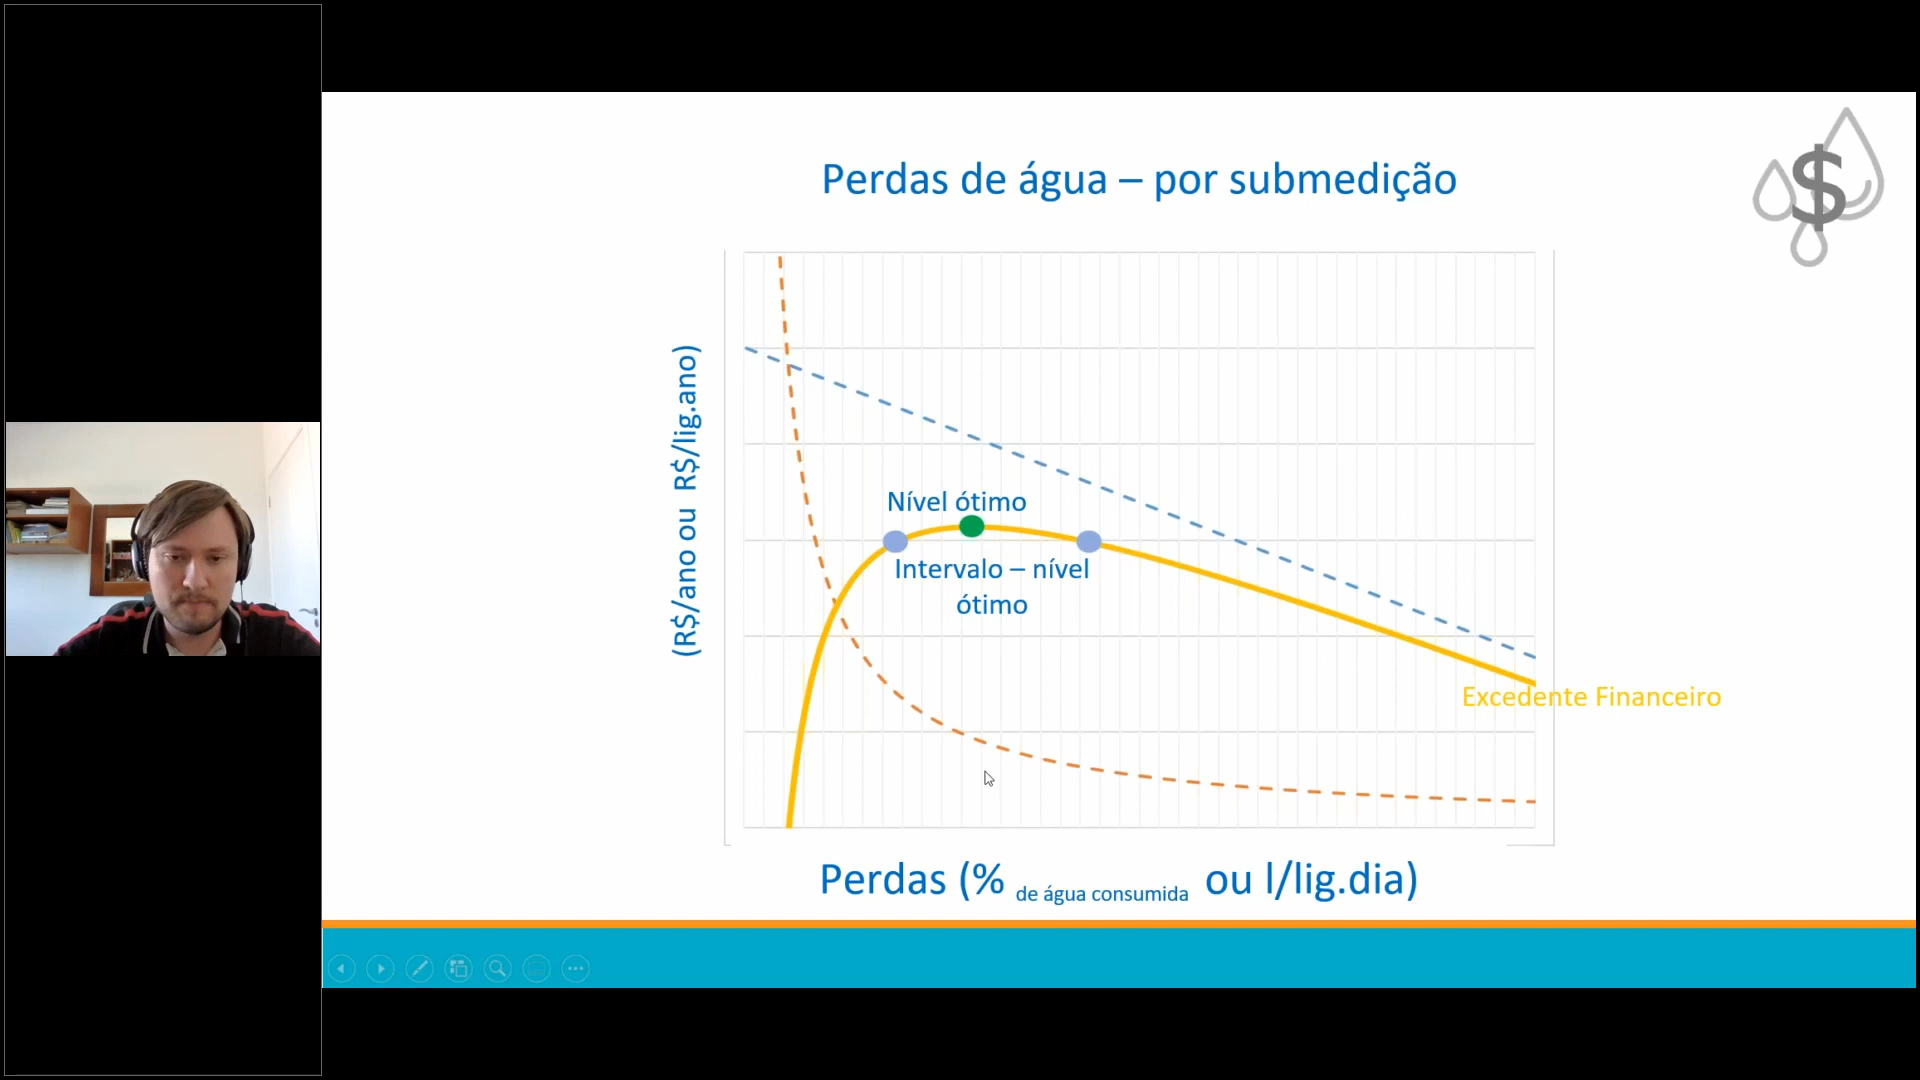 Perdas de água – por submedição
$
(R$/ano ou R$/lig.ano)
Nível ótimo
Intervalo – nível
ótimo
Excedente Financeiro
Perdas (% de água consumida ou l/lig.dia)